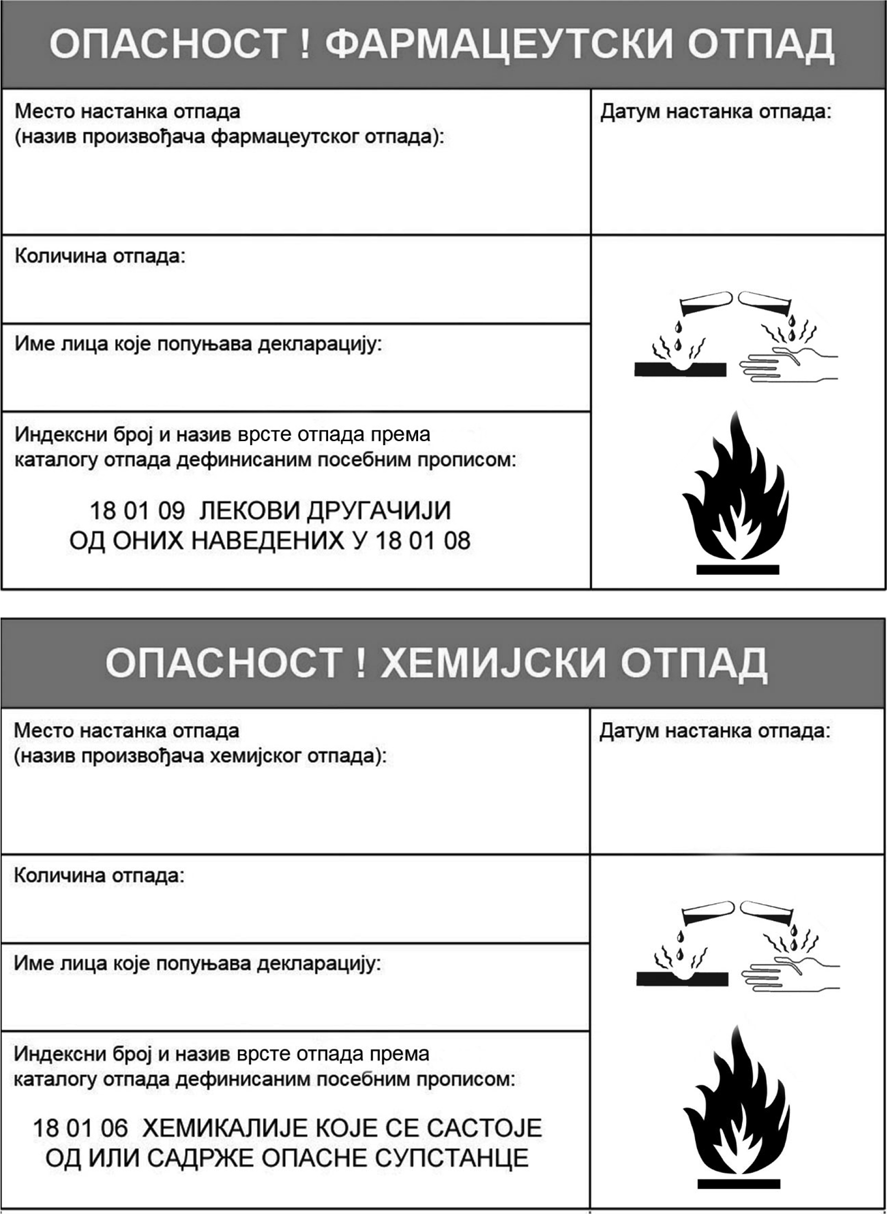 ОПАСНОСТ ! ФАРМАЦЕУТСКИ ОТПАД
Место настанка отпада
(назив произвођача фармацеутског отпада):
Датум настанка отпада:
Количина отпада:
Име лица које попуњава декларацију:
Индексни број и назив врсте отпада према
каталогу отпада дефинисаним посебним прописом:
18 01 09 ЛЕКОВИ ДРУГАЧИЈИ
ОД ОНИХ НАВЕДЕНИХ У 18 01 08
ОПАСНОСТ ! ХЕМИЈСКИ ОТПАД
Место настанка отпада
(назив произвођача хемијског отпада):
Датум настанка отпада:
Количина отпада:
Име лица које попуњава декларацију:
Индексни број и назив врсте отпада према
каталогу отпада дефинисаним посебним прописом:
18 01 06 ХЕМИКАЛИЈЕ КОЈЕ СЕ САСТОЈЕ
ОД ИЛИ САДРЖЕ ОПАСНЕ СУПСТАНЦЕ